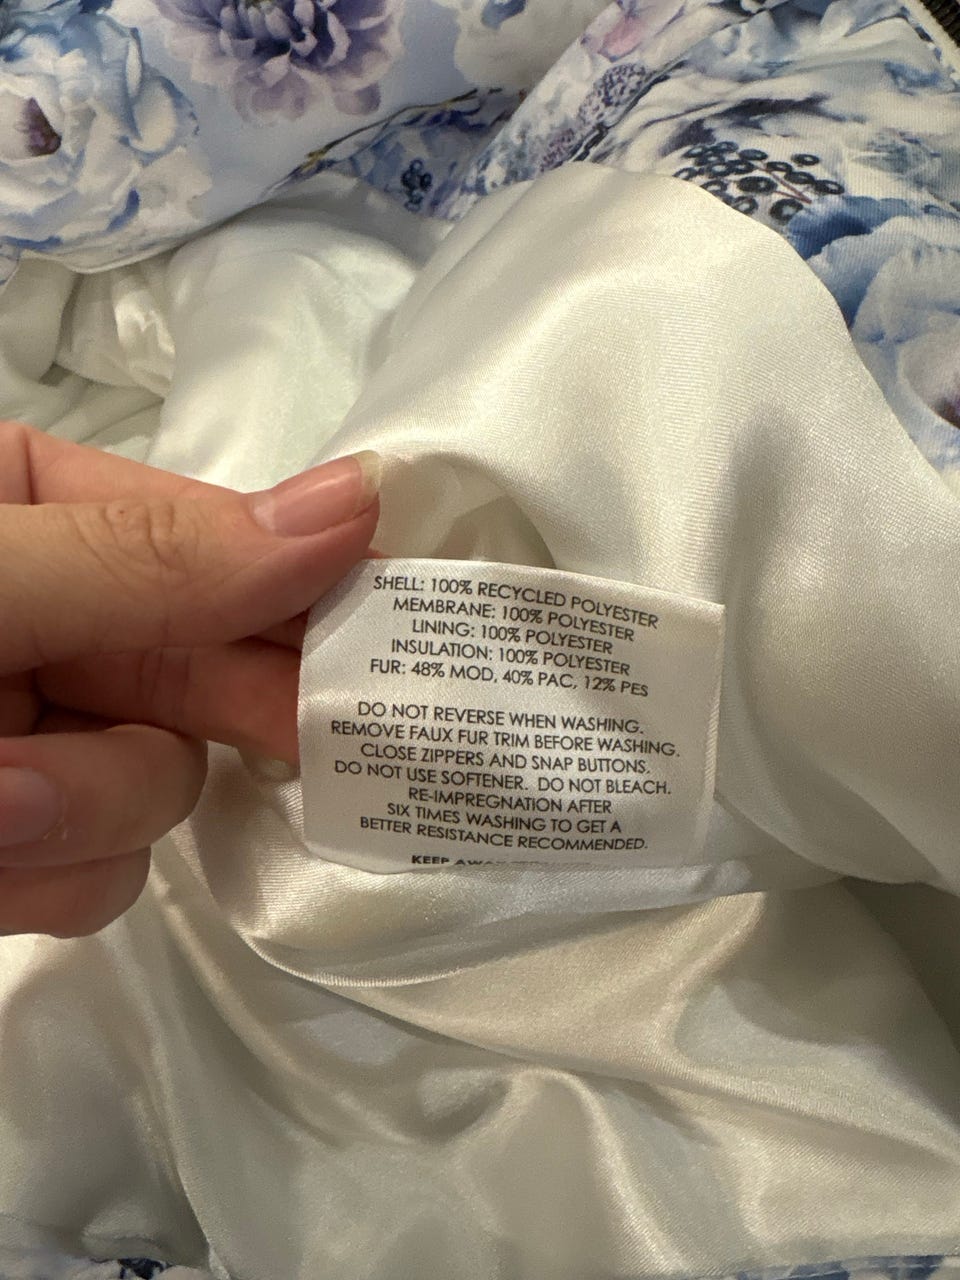 SHELL: 100% RECYCLED POLYESTER
MEMBRANE: 100% POLYESTER
LINING: 100% POLYESTER
INSULATION: 100% POLYESTER
FUR: 48% MOD, 40% PAC, 12% PES
DO NOT REVERSE WHEN WASHING.
REMOVE FAUX FUR TRIM BEFORE WASHING.
CLOSE ZIPPERS AND SNAP BUTTONS.
DO NOT USE SOFTENER. DO NOT BLEACH.
RE-IMPREGNATION AFTER
SIX TIMES WASHING TO GET A
BETTER RESISTANCE RECOMMENDED.
KEEP